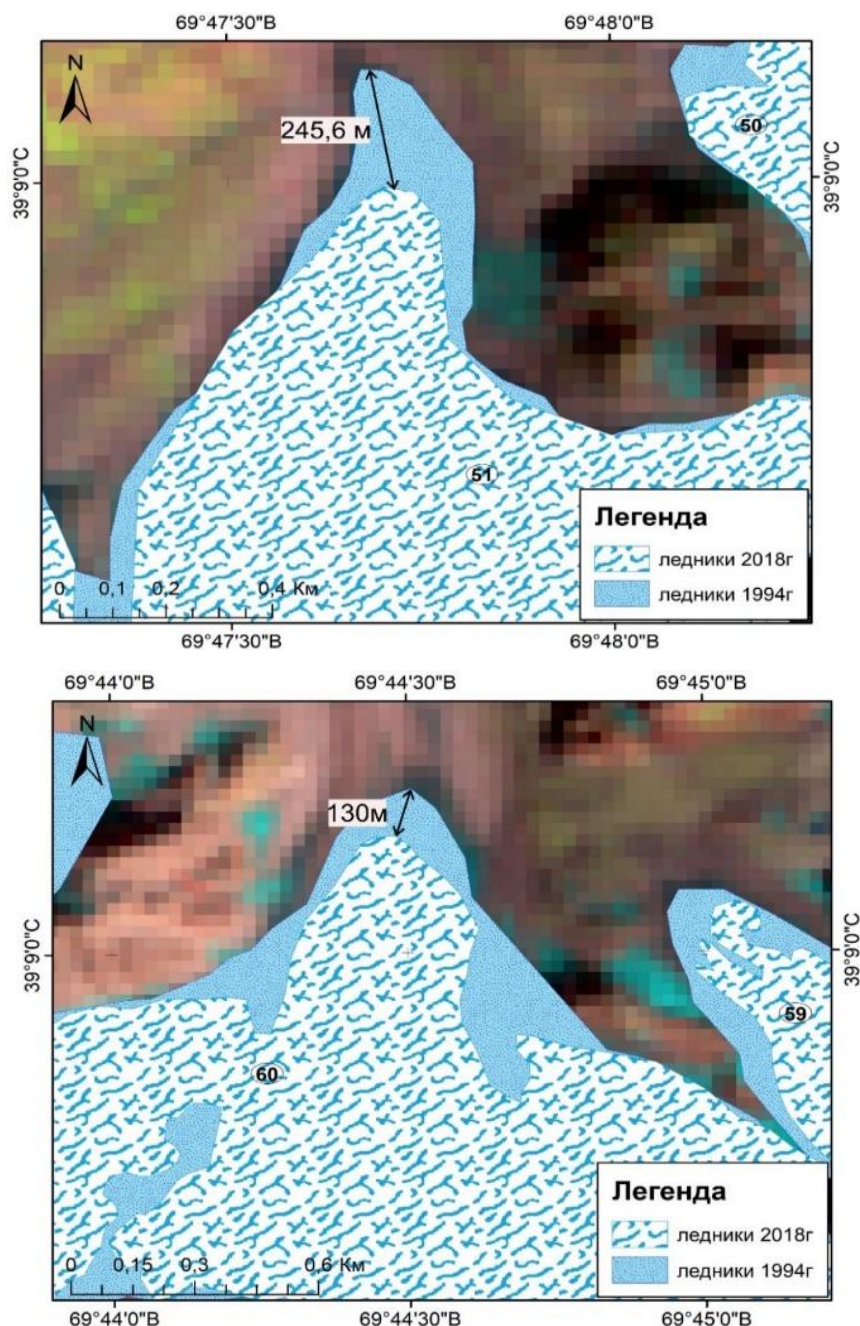 69°47'30"В 69°48'0"В
N
50
245,6 м
39°9'0"С 39°9'0"С
51
Легенда
ледники 2018г
ледники 1994г
0 0,1 0,2 0,4 Км
69°47'30"В 69°48'0"В
69°44'0"В 69°44'30"В 69°45'0"В
N
130м
39°9'0"С 39°9'0"С
59
60
Легенда
ледники 2018г
ледники 1994г
0 0,15 0,3 0,6 Км
69°44'0"В 69°44'30"В 69°45'0"В